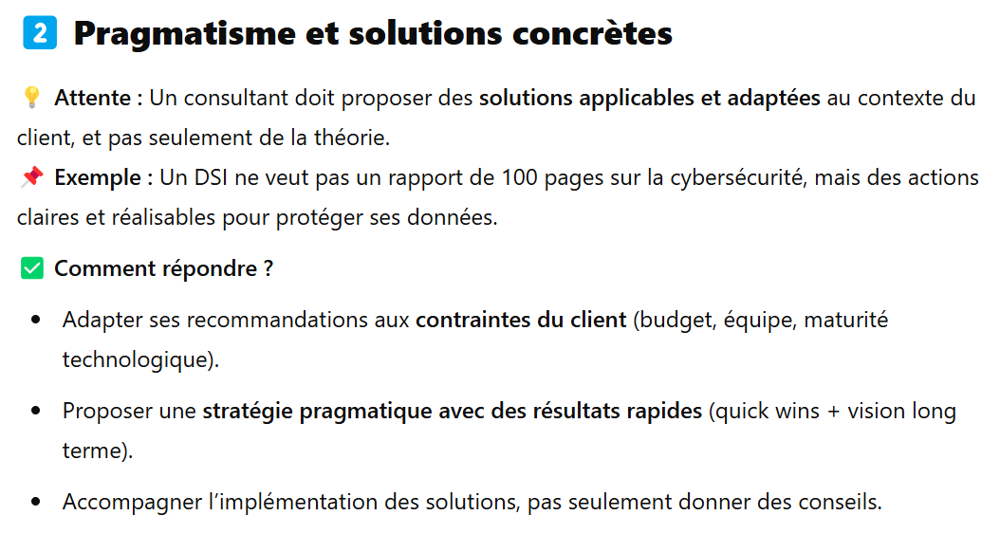 2 Pragmatisme et solutions concrètes
💡 Attente : Un consultant doit proposer des solutions applicables et adaptées au contexte du
client, et pas seulement de la théorie.
📌 Exemple : Un DSI ne veut pas un rapport de 100 pages sur la cybersécurité, mais des actions
claires et réalisables pour protéger ses données.
✅ Comment répondre ?
• Adapter ses recommandations aux contraintes du client (budget, équipe, maturité
technologique).
• Proposer une stratégie pragmatique avec des résultats rapides (quick wins + vision long
terme).
• Accompagner l’implémentation des solutions, pas seulement donner des conseils.